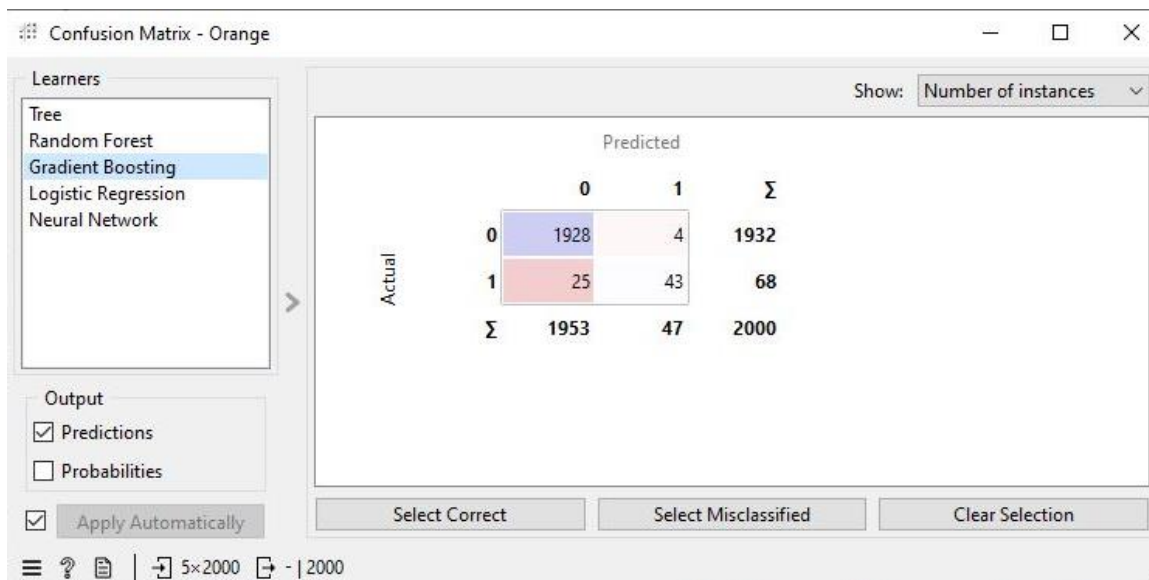 Confusion Matrix - Orange
Learners
Tree
Random Forest
Gradient Boosting
Logistic Regression
Neural Network
Output
Predictions
Probabilities
Apply Automatically
Show: Number of instances
Predicted
0 1 Σ
Actual
0 1928 4 1932
1 25 43 68
Σ 1953 47 2000
Select Correct Select Misclassified Clear Selection
? 5×2000 - | 2000